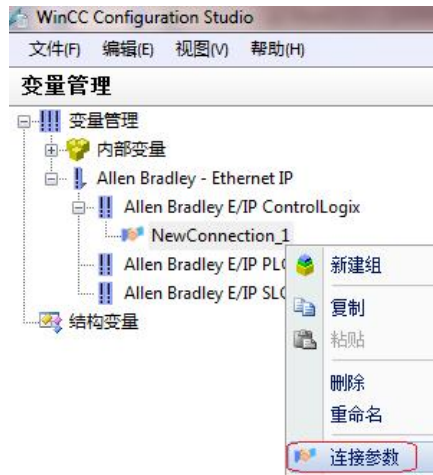 WinCC Configuration Studio
文件(F) 编辑(E) 视图(V) 帮助(H)
变量管理
变量管理
内部变量
Allen Bradley - Ethernet IP
Allen Bradley E/IP ControlLogix
NewConnection_1
Allen Bradley E/IP PLC
Allen Bradley E/IP SLC
结构变量
新建组
复制
粘贴
删除
重命名
连接参数